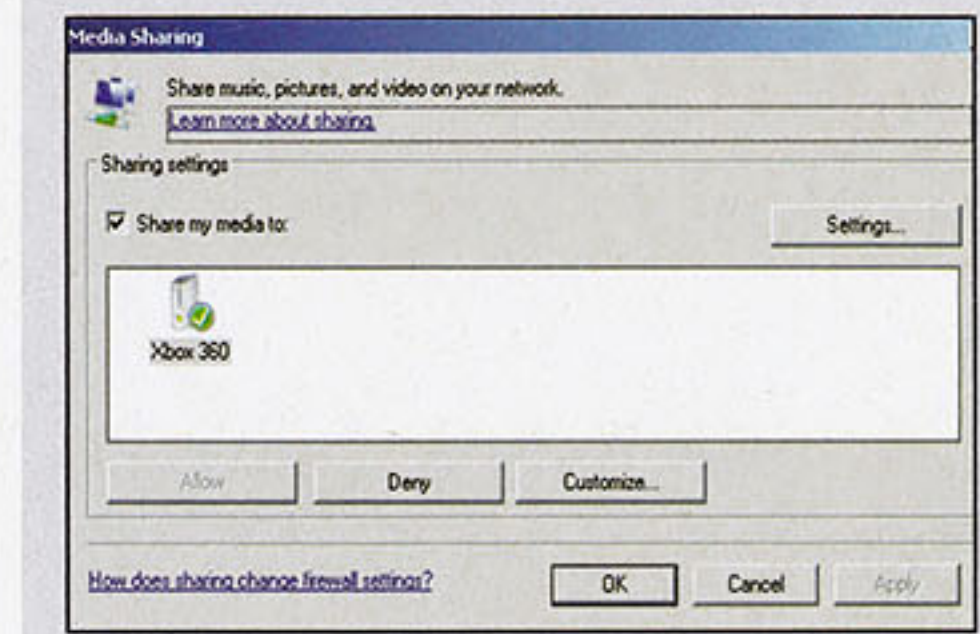 Media Sharing
Share music, pictures, and video on your network.
Learn more about sharing.
Sharing settings
Share my media to:
Settings...
Xbox 360
Allow
Deny
Customize...
How does sharing change firewall settings?
OK
Cancel
Apply